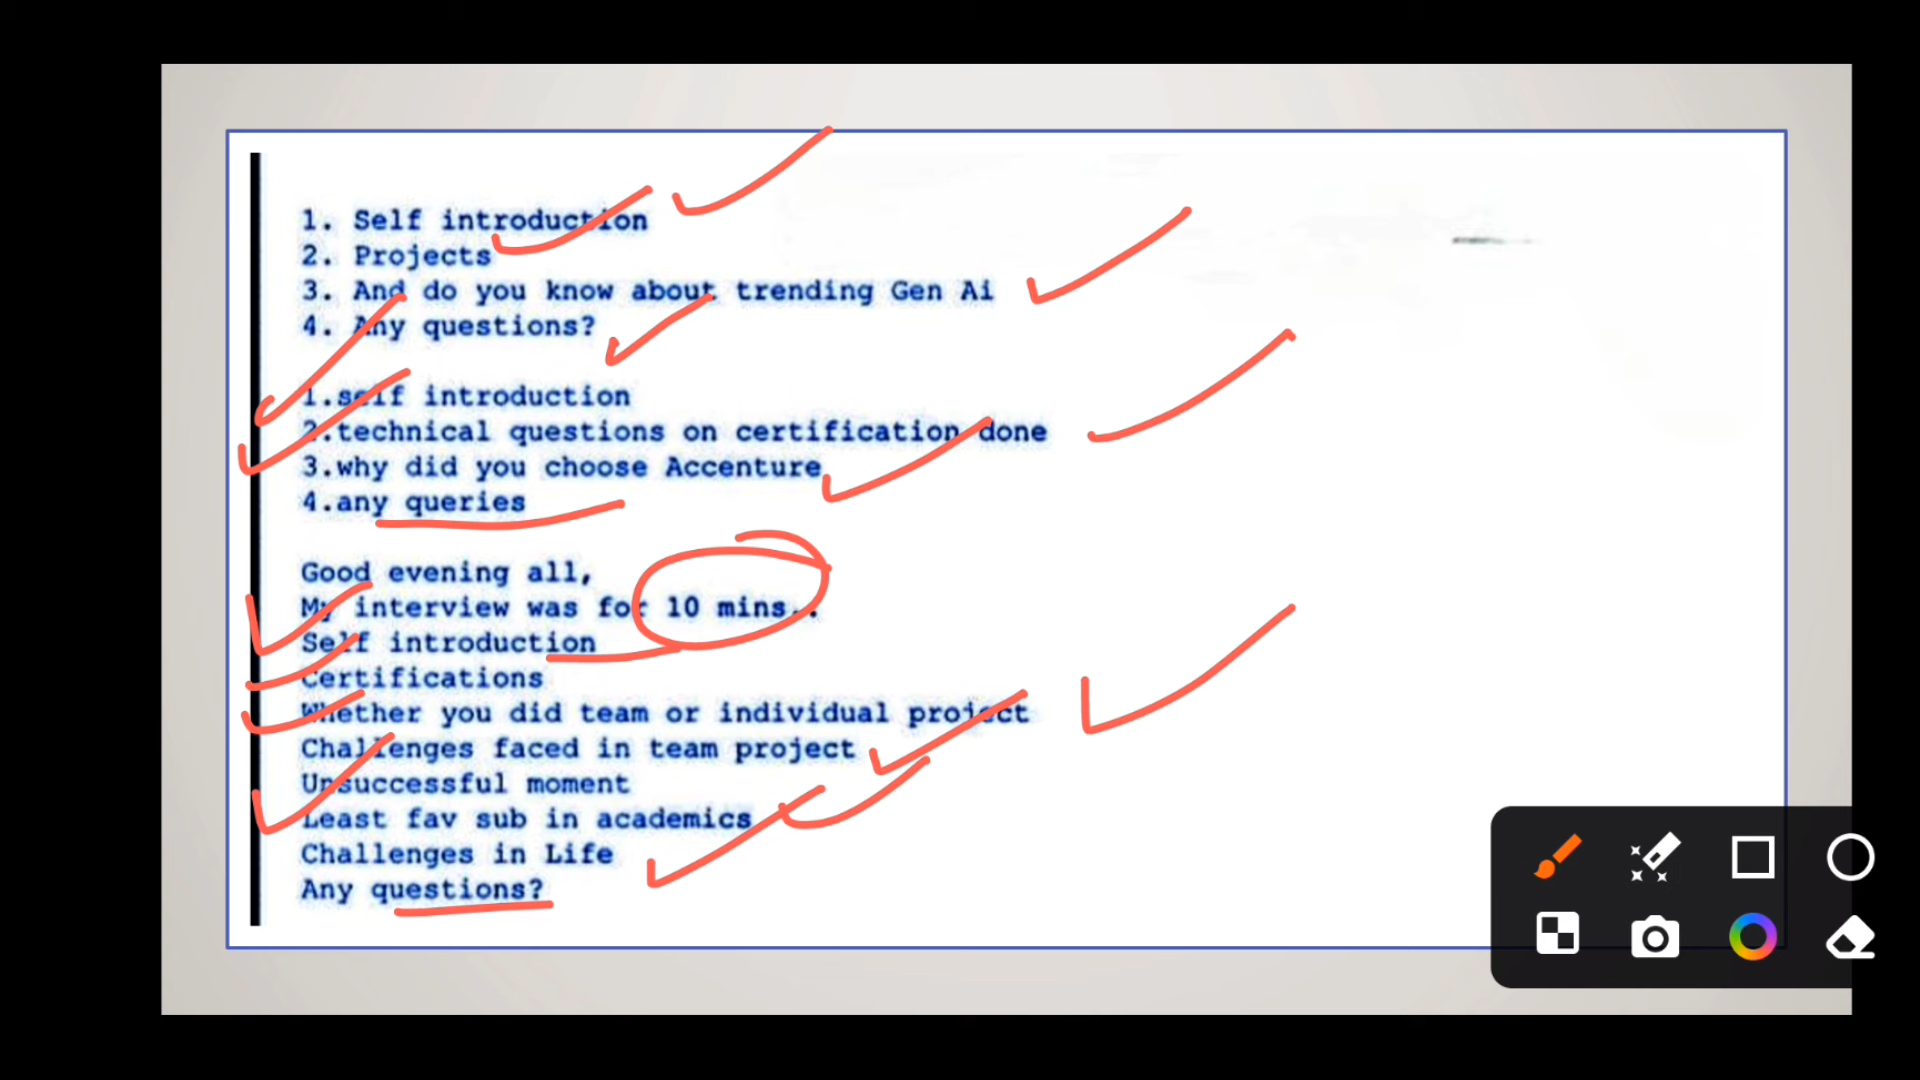 1. Self introduction
2. Projects
3. And do you know about trending Gen Ai
4. Any questions?
1.self introduction
2.technical questions on certification done
3.why did you choose Accenture
4.any queries
Good evening all,
My interview was for 10 mins..
Self introduction
Certifications
Whether you did team or individual project
Challenges faced in team project
Unsuccessful moment
Least fav sub in academics
Challenges in Life
Any questions?